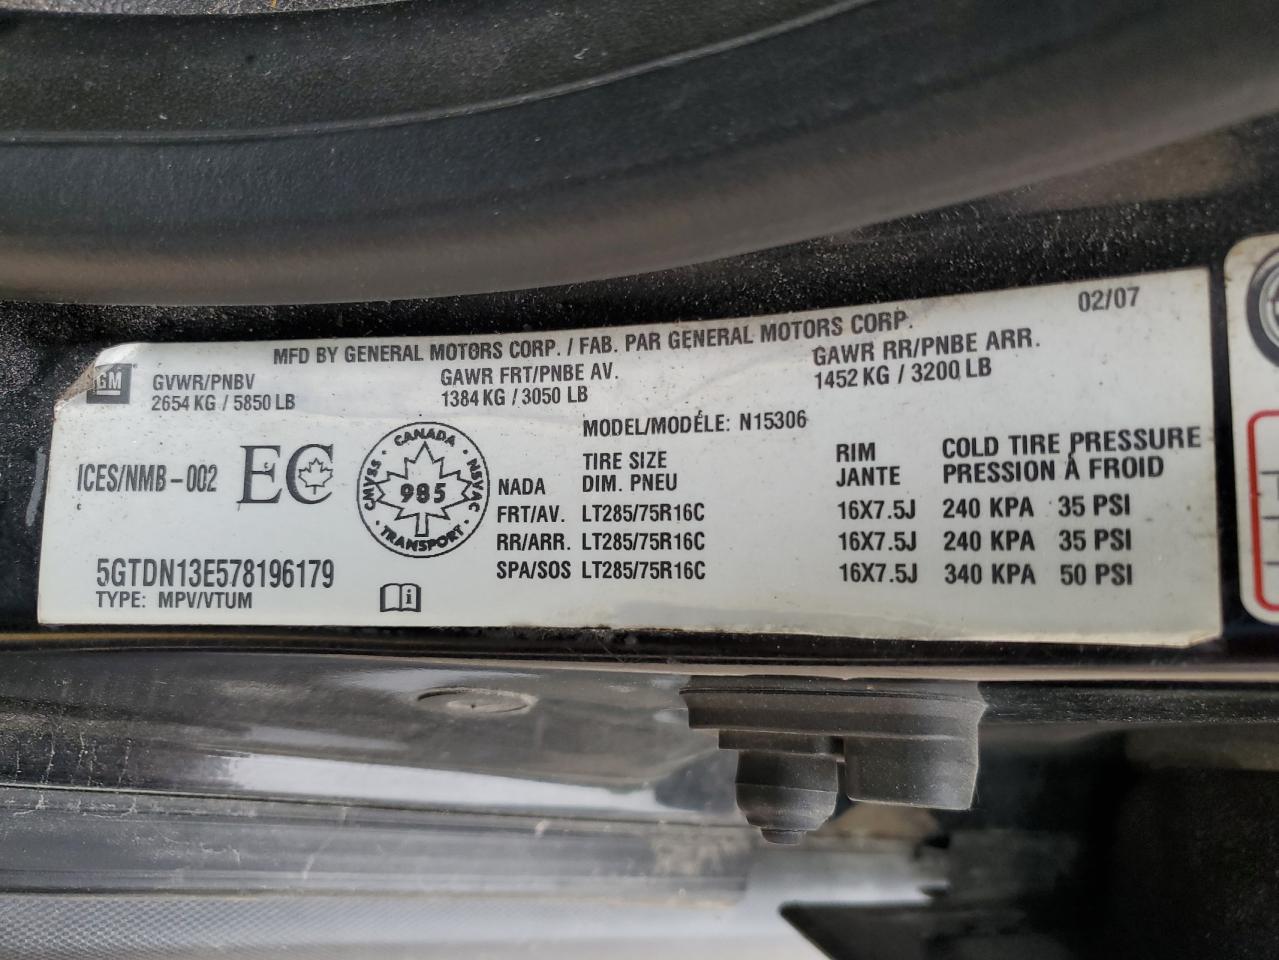 02/07
MFD BY GENERAL MOTORS CORP. / FAB. PAR GENERAL MOTORS CORP.
GM
GVWR/PNBV
2654 KG / 5850 LB
GAWR FRT/PNBE AV.
1384 KG / 3050 LB
GAWR RR/PNBE ARR.
1452 KG / 3200 LB
MODEL/MODÉLE: N15306
ICES/NMB-002
EC
CANADA
NSVAC
TRANSPORT
CMVSS
985
TIRE SIZE RIM COLD TIRE PRESSURE
NADA DIM. PNEU JANTE PRESSION À FROID
FRT/AV. LT285/75R16C 16X7.5J 240 KPA 35 PSI
RR/ARR. LT285/75R16C 16X7.5J 240 KPA 35 PSI
SPA/SOS LT285/75R16C 16X7.5J 340 KPA 50 PSI
5GTDN13E578196179
TYPE: MPV/VTUM